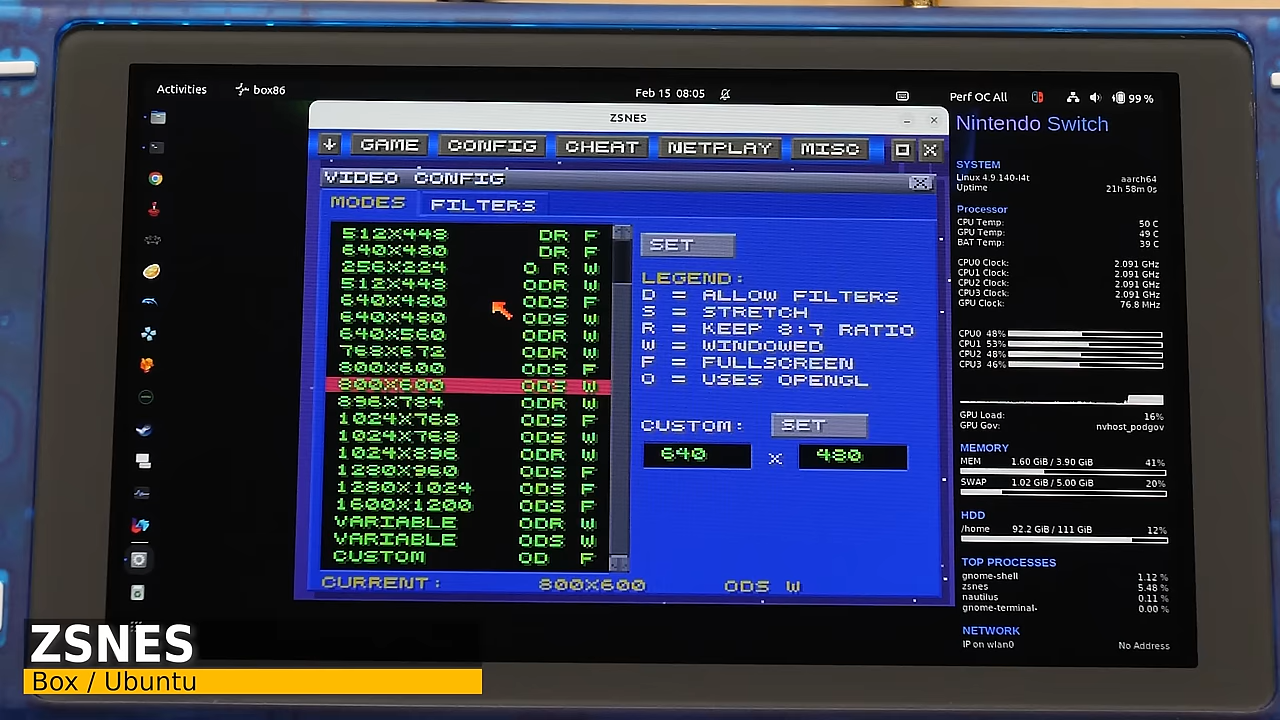 Activities
box86
Feb 15 08:05
Perf OC All
99 %
ZSNES
GAME
CONFIG
CHEAT
NETPLAY
MISC
VIDEO CONFIG
MODES
FILTERS
512X448 DR F
640X480 DR F
256X224 O R W
512X448 ODR W
640X480 ODS F
640X480 ODS W
640X560 ODR W
768X672 ODR W
800X600 ODS F
800X600 ODS W
896X784 ODR W
1024X768 ODS F
1024X768 ODS W
1024X896 ODR W
1280X960 ODS F
1280X1024 ODS F
1600X1200 ODS F
VARIABLE ODR W
VARIABLE ODS W
CUSTOM OD F
CURRENT: 800X600 ODS W
SET
LEGEND:
D = ALLOW FILTERS
S = STRETCH
R = KEEP 8:7 RATIO
W = WINDOWED
F = FULLSCREEN
O = USES OPENGL
CUSTOM: SET
640 X 480
Nintendo Switch
SYSTEM
Linux 4.9.140-l4t aarch64
Uptime 21h 58m 0s
Processor
CPU Temp: 50 C
GPU Temp: 49 C
BAT Temp: 39 C
CPU0 Clock: 2.091 GHz
CPU1 Clock: 2.091 GHz
CPU2 Clock: 2.091 GHz
CPU3 Clock: 2.091 GHz
GPU Clock: 76.8 MHz
CPU0 48%
CPU1 53%
CPU2 48%
CPU3 46%
GPU Load: 16%
GPU Gov: nvhost_podgov
MEMORY
MEM 1.60 GiB / 3.90 GiB 41%
SWAP 1.02 GiB / 5.00 GiB 20%
HDD
/home 92.2 GiB / 111 GiB 12%
TOP PROCESSES
gnome-shell 1.12 %
zsnes 5.48 %
nautilus 0.11 %
gnome-terminal- 0.00 %
NETWORK
IP on wlan0 No Address
ZSNES
Box / Ubuntu